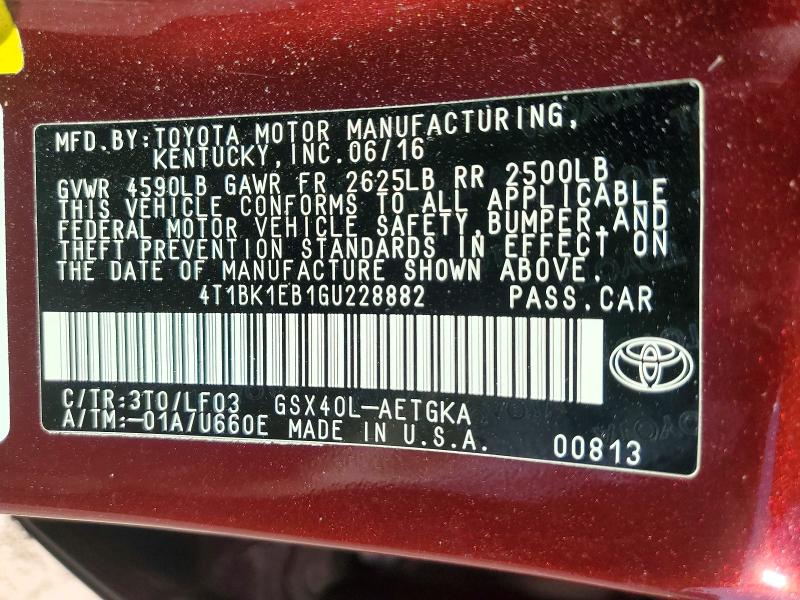 MFD.BY:TOYOTA MOTOR MANUFACTURING,
KENTUCKY,INC.06/16
GVWR 4590LB GAWR FR 2625LB RR 2500LB
THIS VEHICLE CONFORMS TO ALL APPLICABLE
FEDERAL MOTOR VEHICLE SAFETY,BUMPER,AND
THEFT PREVENTION STANDARDS IN EFFECT ON
THE DATE OF MANUFACTURE SHOWN ABOVE.
4T1BK1EB1GU228882 PASS.CAR
C/TR:3T0/LF03 GSX40L-AETGKA
A/TM:-01A/U660E MADE IN U.S.A. 00813